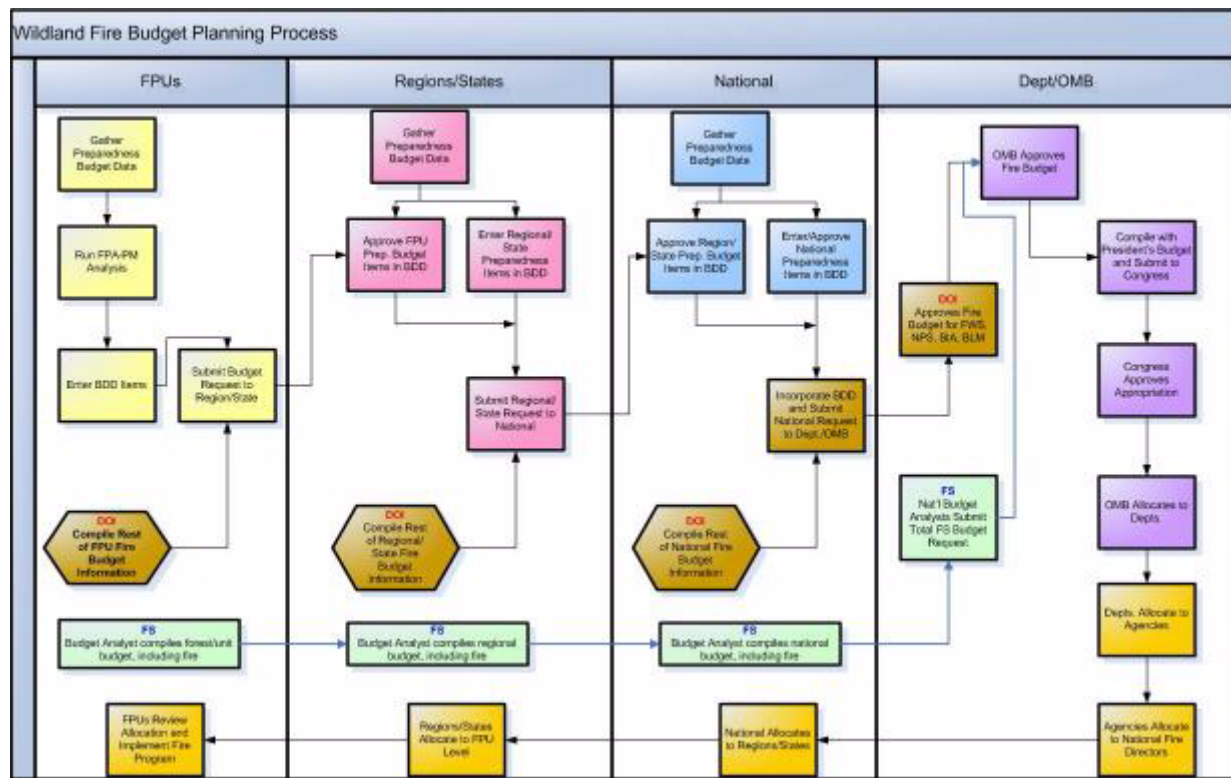 Wildland Fire Budget Planning Process
FPUs
Regions/States
National
Dept/OMB
Gather
Preparedness
Budget Data
Run FPA-PM
Analysis
Enter BDD Items
Submit Budget
Request to
Region/State
DOI
Compile Rest
of FPU Fire
Budget
Information
FS
Budget Analyst compiles forest/unit
budget, including fire
FPUs Review
Allocation and
Implement Fire
Program
Gather
Preparedness
Budget Data
Approve FPU
Prep. Budget
Items in BDD
Enter Regional/
State
Preparedness
Items in BDD
Submit Regional/
State Request to
National
DOI
Compile Rest
of Regional/
State Fire
Budget
Information
FS
Budget Analyst compiles regional
budget, including fire
Regions/States
Allocate to FPU
Level
Gather
Preparedness
Budget Data
Approve Region/
State Prep. Budget
Items in BDD
Enter/Approve
National
Preparedness
Items in BDD
Incorporate BDD
and Submit
National Request
to Dept./OMB
DOI
Compile Rest
of National Fire
Budget
Information
FS
Budget Analyst compiles national
budget, including fire
National Allocates
to Regions/States
OMB Approves
Fire Budget
Compile with
President's Budget
and Submit to
Congress
DOI
Approves Fire
Budget for FWS,
NPS, BIA, BLM
Congress
Approves
Appropriation
FS
Nat'l Budget
Analysts Submit
Total FS Budget
Request
OMB Allocates to
Depts.
Depts. Allocate to
Agencies
Agencies Allocate
to National Fire
Directors